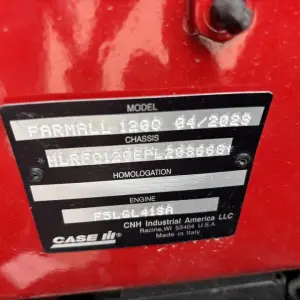 MODEL
FARMALL 120C 04/2020
CHASSIS
HOMOLOGATION
ENGINE
F5LGL413A
CNH Industrial America LLC
Racine, WI 53404 U.S.A.
Made in Italy
CASE IH